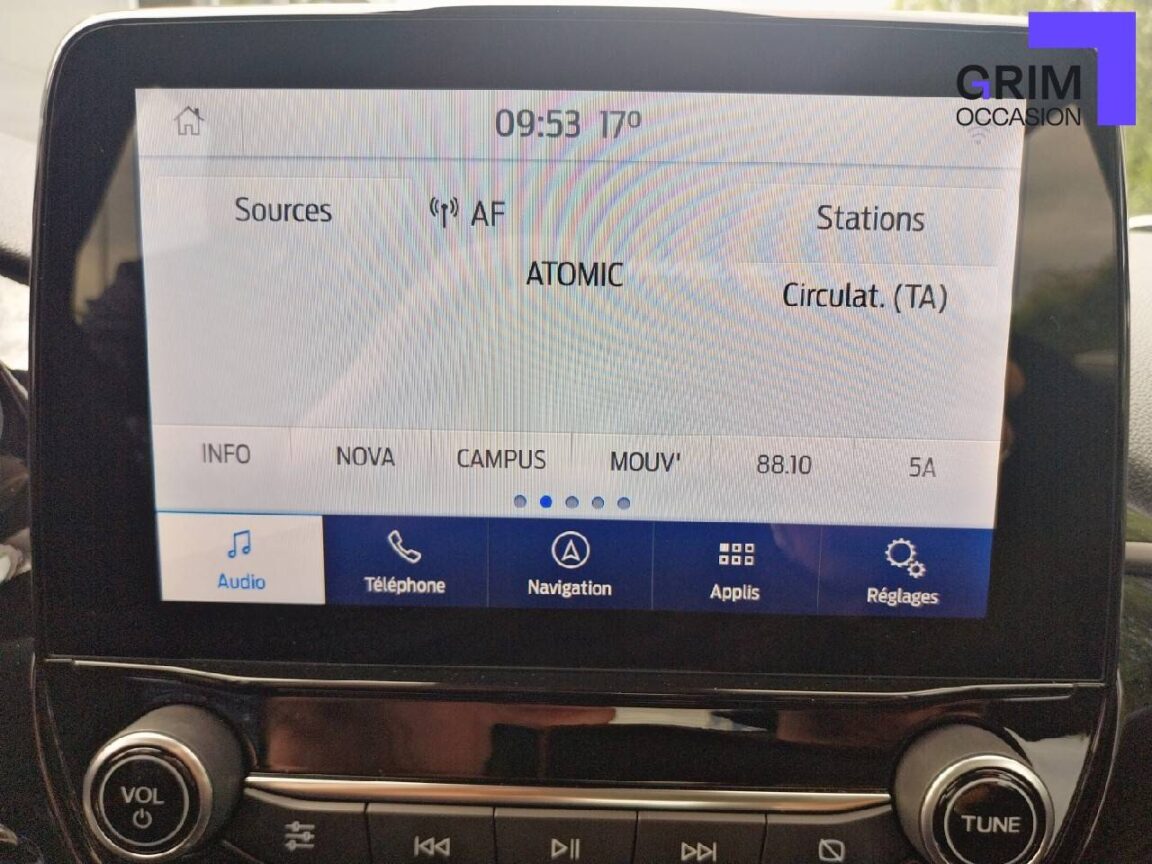 GRIM
OCCASION
09:53 17º
Sources
AF
Stations
ATOMIC
Circulat. (TA)
INFO
NOVA
CAMPUS
MOUV'
88.10
5A
Audio
Téléphone
Navigation
Applis
Réglages
VOL
TUNE